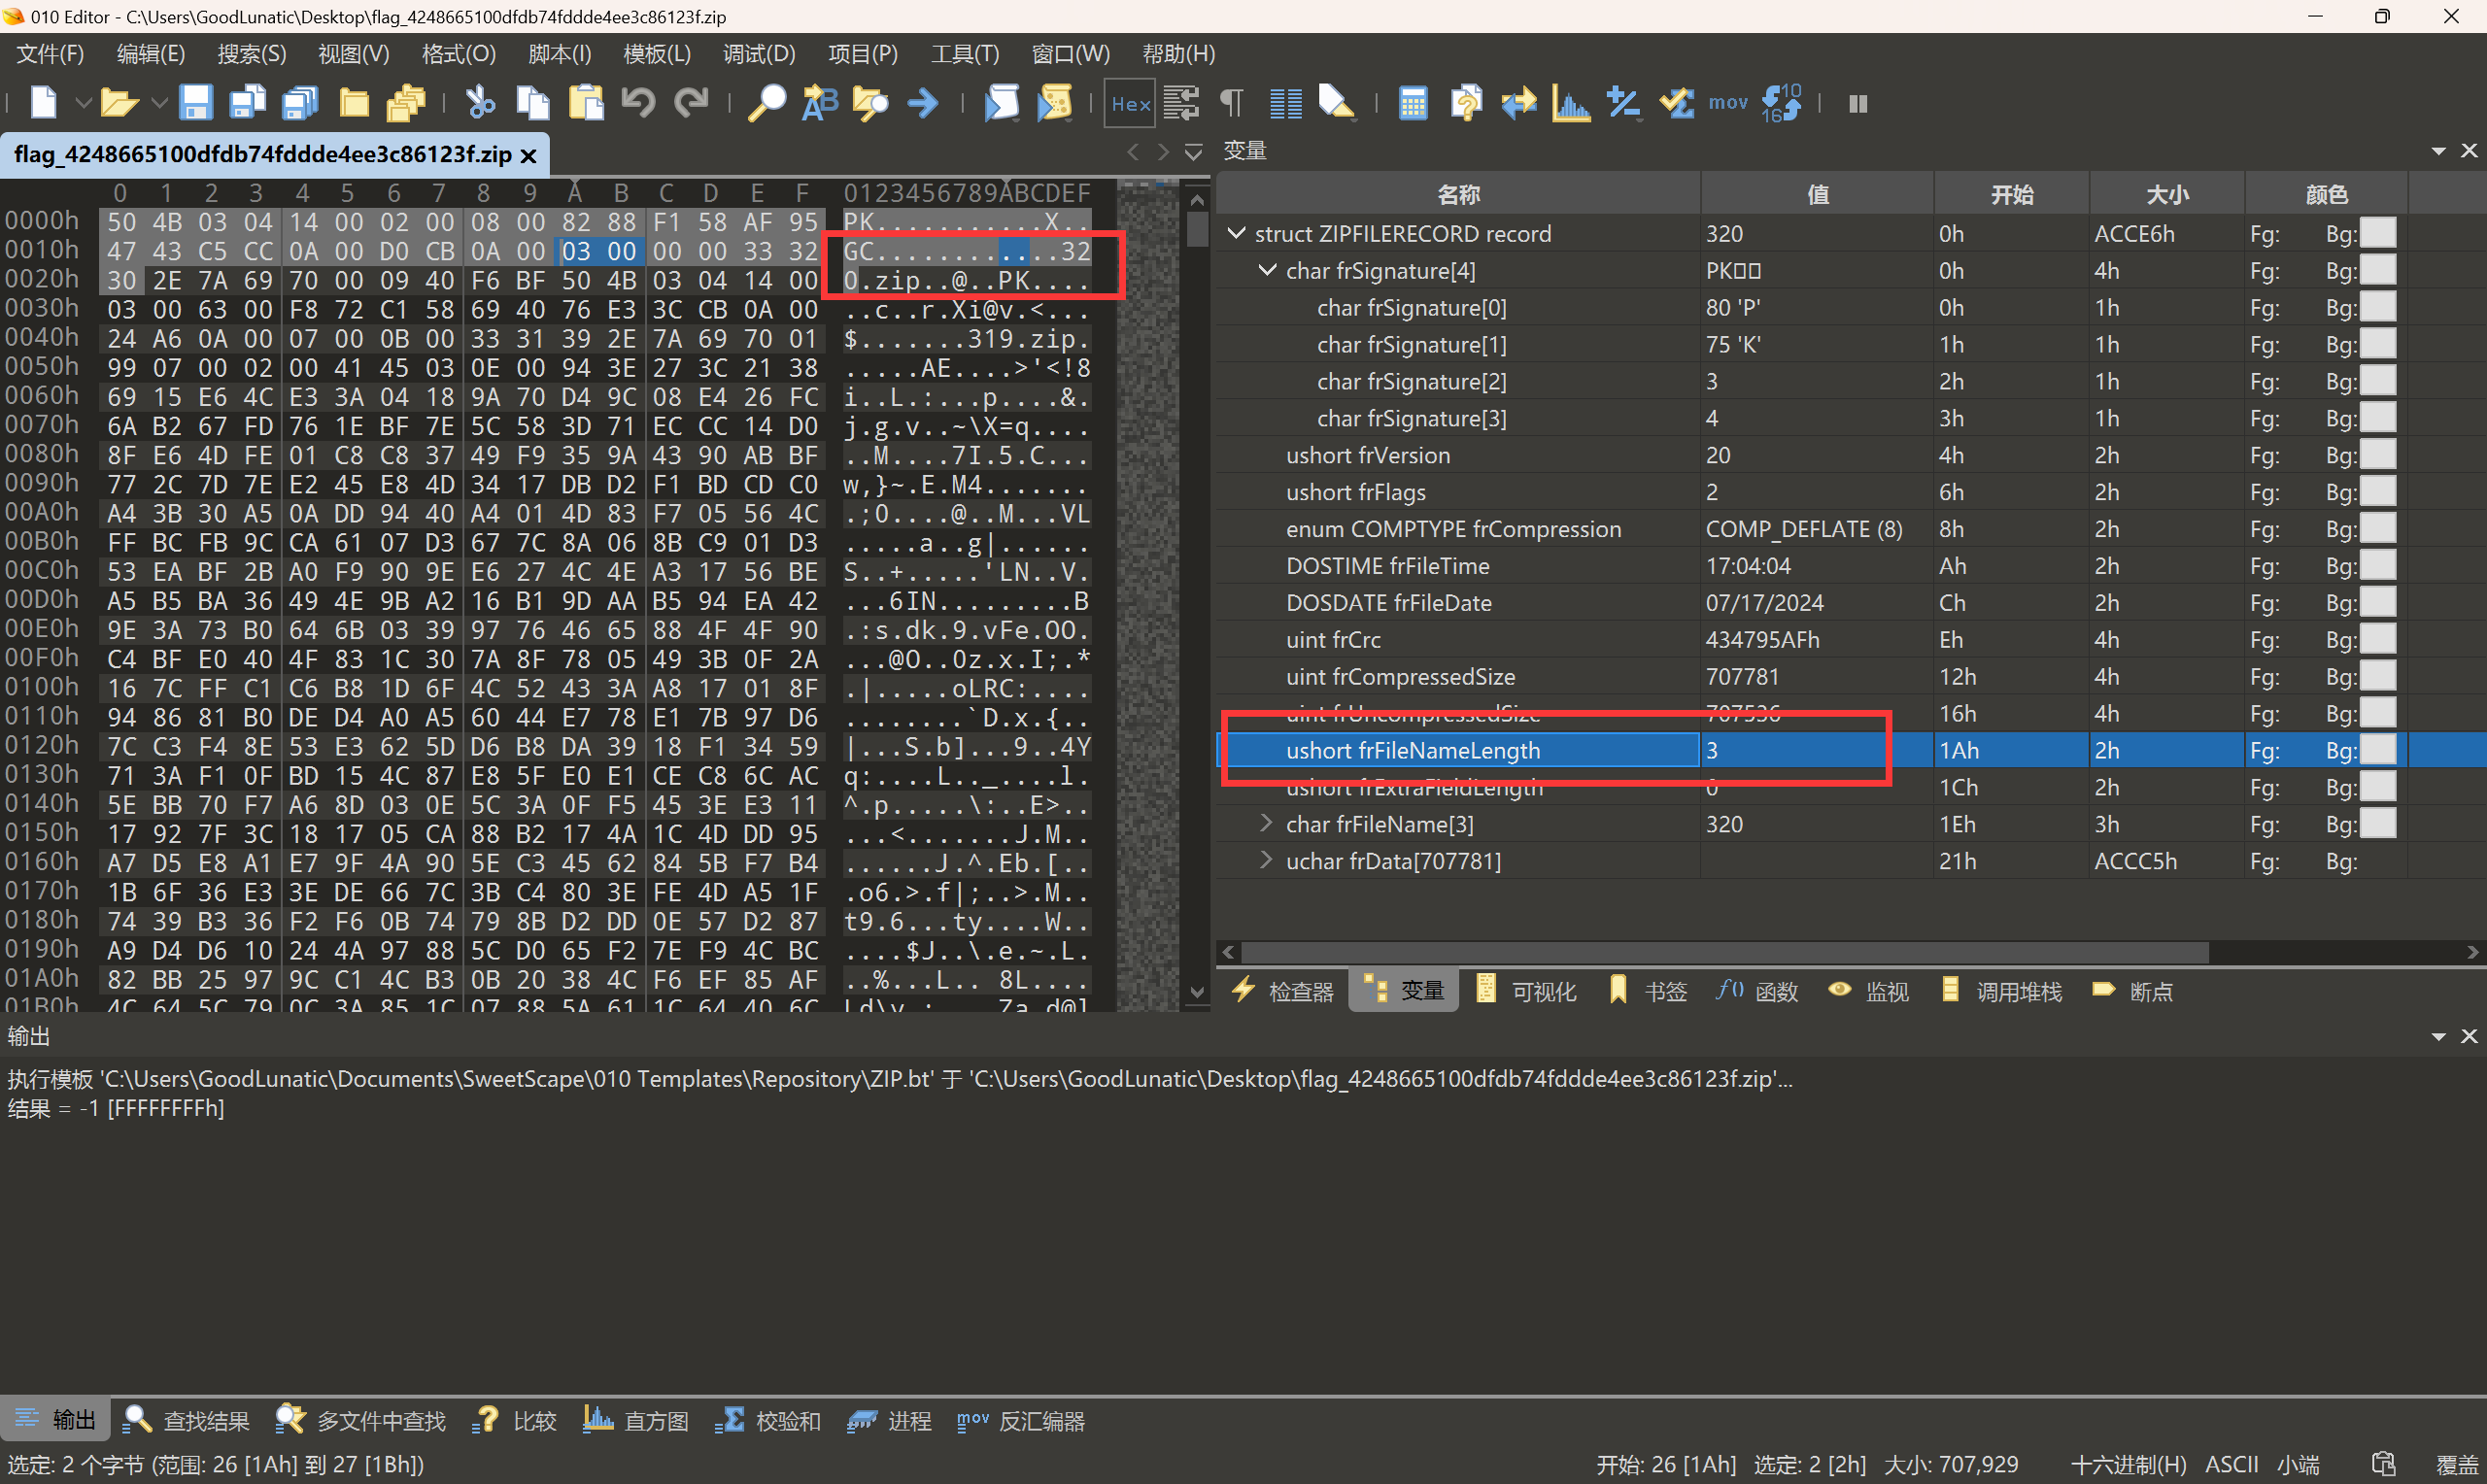 010 Editor - C:\Users\GoodLunatic\Desktop\flag_4248665100dfdb74fddde4ee3c86123f.zip
文件(F) 编辑(E) 搜索(S) 视图(V) 格式(O) 脚本(I) 模板(L) 调试(D) 项目(P) 工具(T) 窗口(W) 帮助(H)
Hex mov 10 16
flag_4248665100dfdb74fddde4ee3c86123f.zip
0 1 2 3 4 5 6 7 8 9 A B C D E F 0123456789ABCDEF
0000h 50 4B 03 04 14 00 02 00 08 00 82 88 F1 58 AF 95 PK...........X..
0010h 47 43 C5 CC 0A 00 D0 CB 0A 00 03 00 00 00 33 32 GC............32
0020h 30 2E 7A 69 70 00 09 40 F6 BF 50 4B 03 04 14 00 0.zip..@..PK....
0030h 03 00 63 00 F8 72 C1 58 69 40 76 E3 3C CB 0A 00 ..c..r.Xi@v.<...
0040h 24 A6 0A 00 07 00 0B 00 33 31 39 2E 7A 69 70 01 $.......319.zip.
0050h 99 07 00 02 00 41 45 03 0E 00 94 3E 27 3C 21 38 .....AE....>'<!8
0060h 69 15 E6 4C E3 3A 04 18 9A 70 D4 9C 08 E4 26 FC i..L.:...p....&.
0070h 6A B2 67 FD 76 1E BF 7E 5C 58 3D 71 EC CC 14 D0 j.g.v..~\X=q....
0080h 8F E6 4D FE 01 C8 C8 37 49 F9 35 9A 43 90 AB BF ..M....7I.5.C...
0090h 77 2C 7D 7E E2 45 E8 4D 34 17 DB D2 F1 BD CD C0 w,}~.E.M4.......
00A0h A4 3B 30 A5 0A DD 94 40 A4 01 4D 83 F7 05 56 4C .;0....@..M...VL
00B0h FF BC FB 9C CA 61 07 D3 67 7C 8A 06 8B C9 01 D3 .....a..g|......
00C0h 53 EA BF 2B A0 F9 90 9E E6 27 4C 4E A3 17 56 BE S..+.....'LN..V.
00D0h A5 B5 BA 36 49 4E 9B A2 16 B1 9D AA B5 94 EA 42 ...6IN.........B
00E0h 9E 3A 73 B0 64 6B 03 39 97 76 46 65 88 4F 4F 90 .:s.dk.9.vFe.OO.
00F0h C4 BF E0 40 4F 83 1C 30 7A 8F 78 05 49 3B 0F 2A ...@O..0z.x.I;.*
0100h 16 7C FF C1 C6 B8 1D 6F 4C 52 43 3A A8 17 01 8F .|.....oLRC:....
0110h 94 86 81 B0 DE D4 A0 A5 60 44 E7 78 E1 7B 97 D6 ........`D.x.{..
0120h 7C C3 F4 8E 53 E3 62 5D D6 B8 DA 39 18 F1 34 59 |...S.b]...9..4Y
0130h 71 3A F1 0F BD 15 4C 87 E8 5F E0 E1 CE C8 6C AC q:....L.._....l.
0140h 5E BB 70 F7 A6 8D 03 0E 5C 3A 0F F5 45 3E E3 11 ^.p.....\:..E>..
0150h 17 92 7F 3C 18 17 05 CA 88 B2 17 4A 1C 4D DD 95 ...<.......J.M..
0160h A7 D5 E8 A1 E7 9F 4A 90 5E C3 45 62 84 5B F7 B4 ......J.^.Eb.[..
0170h 1B 6F 36 E3 3E DE 66 7C 3B C4 80 3E FE 4D A5 1F .o6.>.f|;..>.M..
0180h 74 39 B3 36 F2 F6 0B 74 79 8B D2 DD 0E 57 D2 87 t9.6...ty....W..
0190h A9 D4 D6 10 24 4A 97 88 5C D0 65 F2 7E F9 4C BC ....$J..\.e.~.L.
01A0h 82 BB 25 97 9C C1 4C B3 0B 20 38 4C F6 EF 85 AF ..%...L.. 8L....
01B0h 4C 64 5C 79 0C 3A 85 1C 07 88 5A 61 1C 64 40 6C Ld\y.:....Za.d@l
变量
名称 值 开始 大小 颜色
struct ZIPFILERECORD record 320 0h ACCE6h Fg: Bg:
char frSignature[4] PK 0h 4h Fg: Bg:
char frSignature[0] 80 'P' 0h 1h Fg: Bg:
char frSignature[1] 75 'K' 1h 1h Fg: Bg:
char frSignature[2] 3 2h 1h Fg: Bg:
char frSignature[3] 4 3h 1h Fg: Bg:
ushort frVersion 20 4h 2h Fg: Bg:
ushort frFlags 2 6h 2h Fg: Bg:
enum COMPTYPE frCompression COMP_DEFLATE (8) 8h 2h Fg: Bg:
DOSTIME frFileTime 17:04:04 Ah 2h Fg: Bg:
DOSDATE frFileDate 07/17/2024 Ch 2h Fg: Bg:
uint frCrc 434795AFh Eh 4h Fg: Bg:
uint frCompressedSize 707781 12h 4h Fg: Bg:
uint frUncompressedSize 707536 16h 4h Fg: Bg:
ushort frFileNameLength 3 1Ah 2h Fg: Bg:
ushort frExtraFieldLength 0 1Ch 2h Fg: Bg:
char frFileName[3] 320 1Eh 3h Fg: Bg:
uchar frData[707781] 21h ACCC5h Fg: Bg:
检查器 变量 可视化 书签 f() 函数 监视 调用堆栈 断点
输出
执行模板 'C:\Users\GoodLunatic\Documents\SweetScape\010 Templates\Repository\ZIP.bt' 于 'C:\Users\GoodLunatic\Desktop\flag_4248665100dfdb74fddde4ee3c86123f.zip'...
结果 = -1 [FFFFFFFFh]
输出 查找结果 多文件中查找 比较 直方图 校验和 进程 mov 反汇编器
选定: 2 个字节 (范围: 26 [1Ah] 到 27 [1Bh]) 开始: 26 [1Ah] 选定: 2 [2h] 大小: 707,929 十六进制(H) ASCII 小端 覆盖